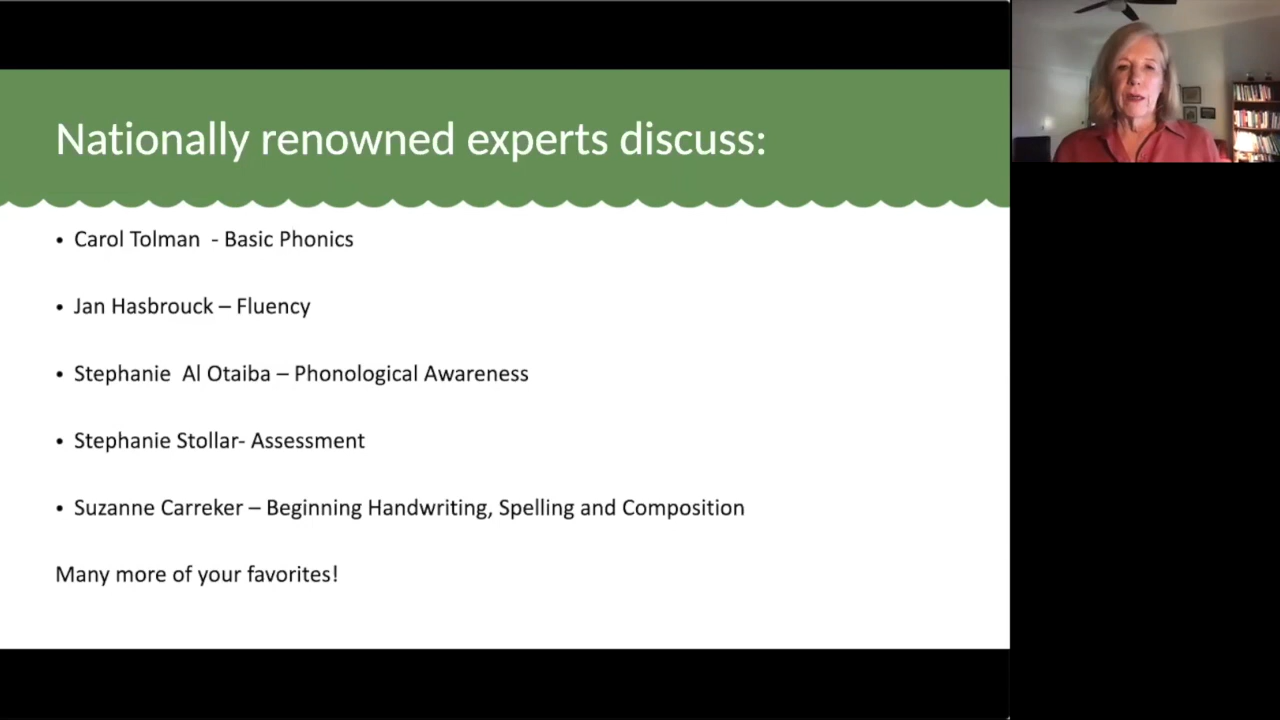 Nationally renowned experts discuss:
• Carol Tolman  - Basic Phonics
• Jan Hasbrouck – Fluency
• Stephanie  Al Otaiba – Phonological Awareness
• Stephanie Stollar- Assessment
• Suzanne Carreker – Beginning Handwriting, Spelling and Composition
Many more of your favorites!